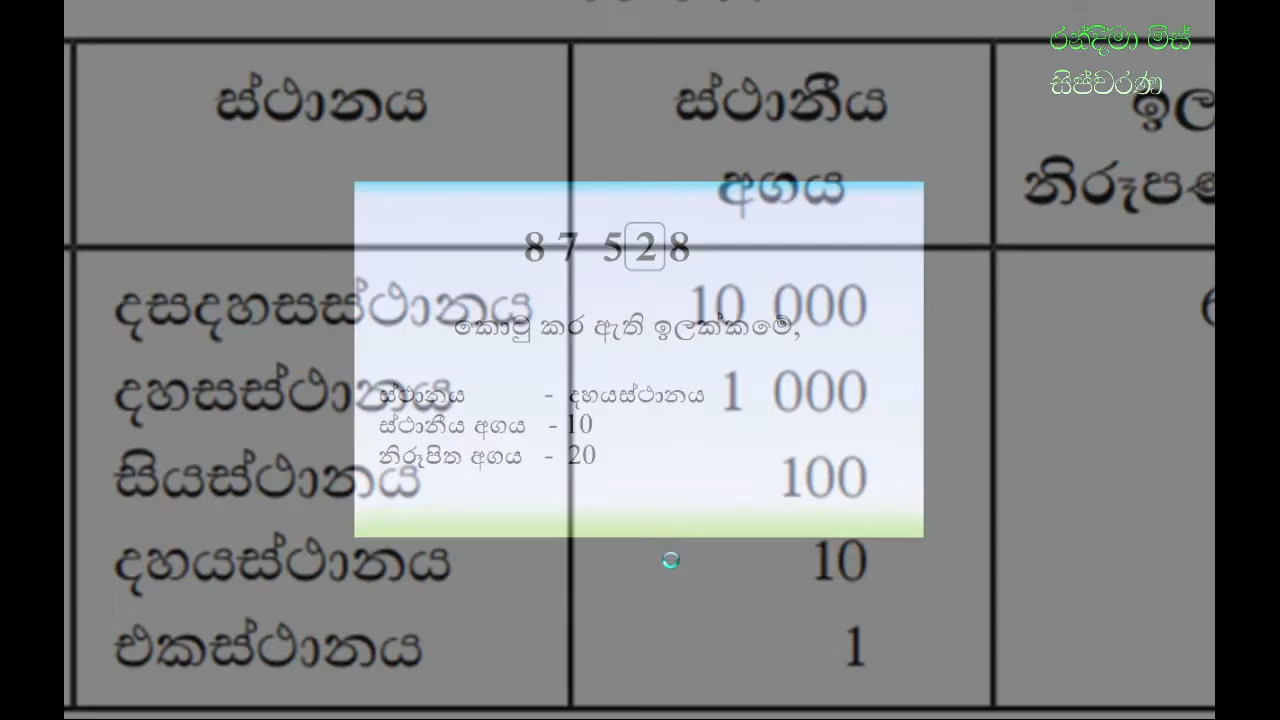 රන්දිමා මිස්
සිප්වරණ
ස්ථානය ස්ථානීය
අගය
දසදහසස්ථානය 10 000
දහසස්ථානය 1 000
සියස්ථානය 100
දහයස්ථානය 10
එකස්ථානය 1
8 7 5 2 8
කොටු කර ඇති ඉලක්කමේ,
ස්ථානය - දහයස්ථානය
ස්ථානීය අගය - 10
නිරූපිත අගය - 20